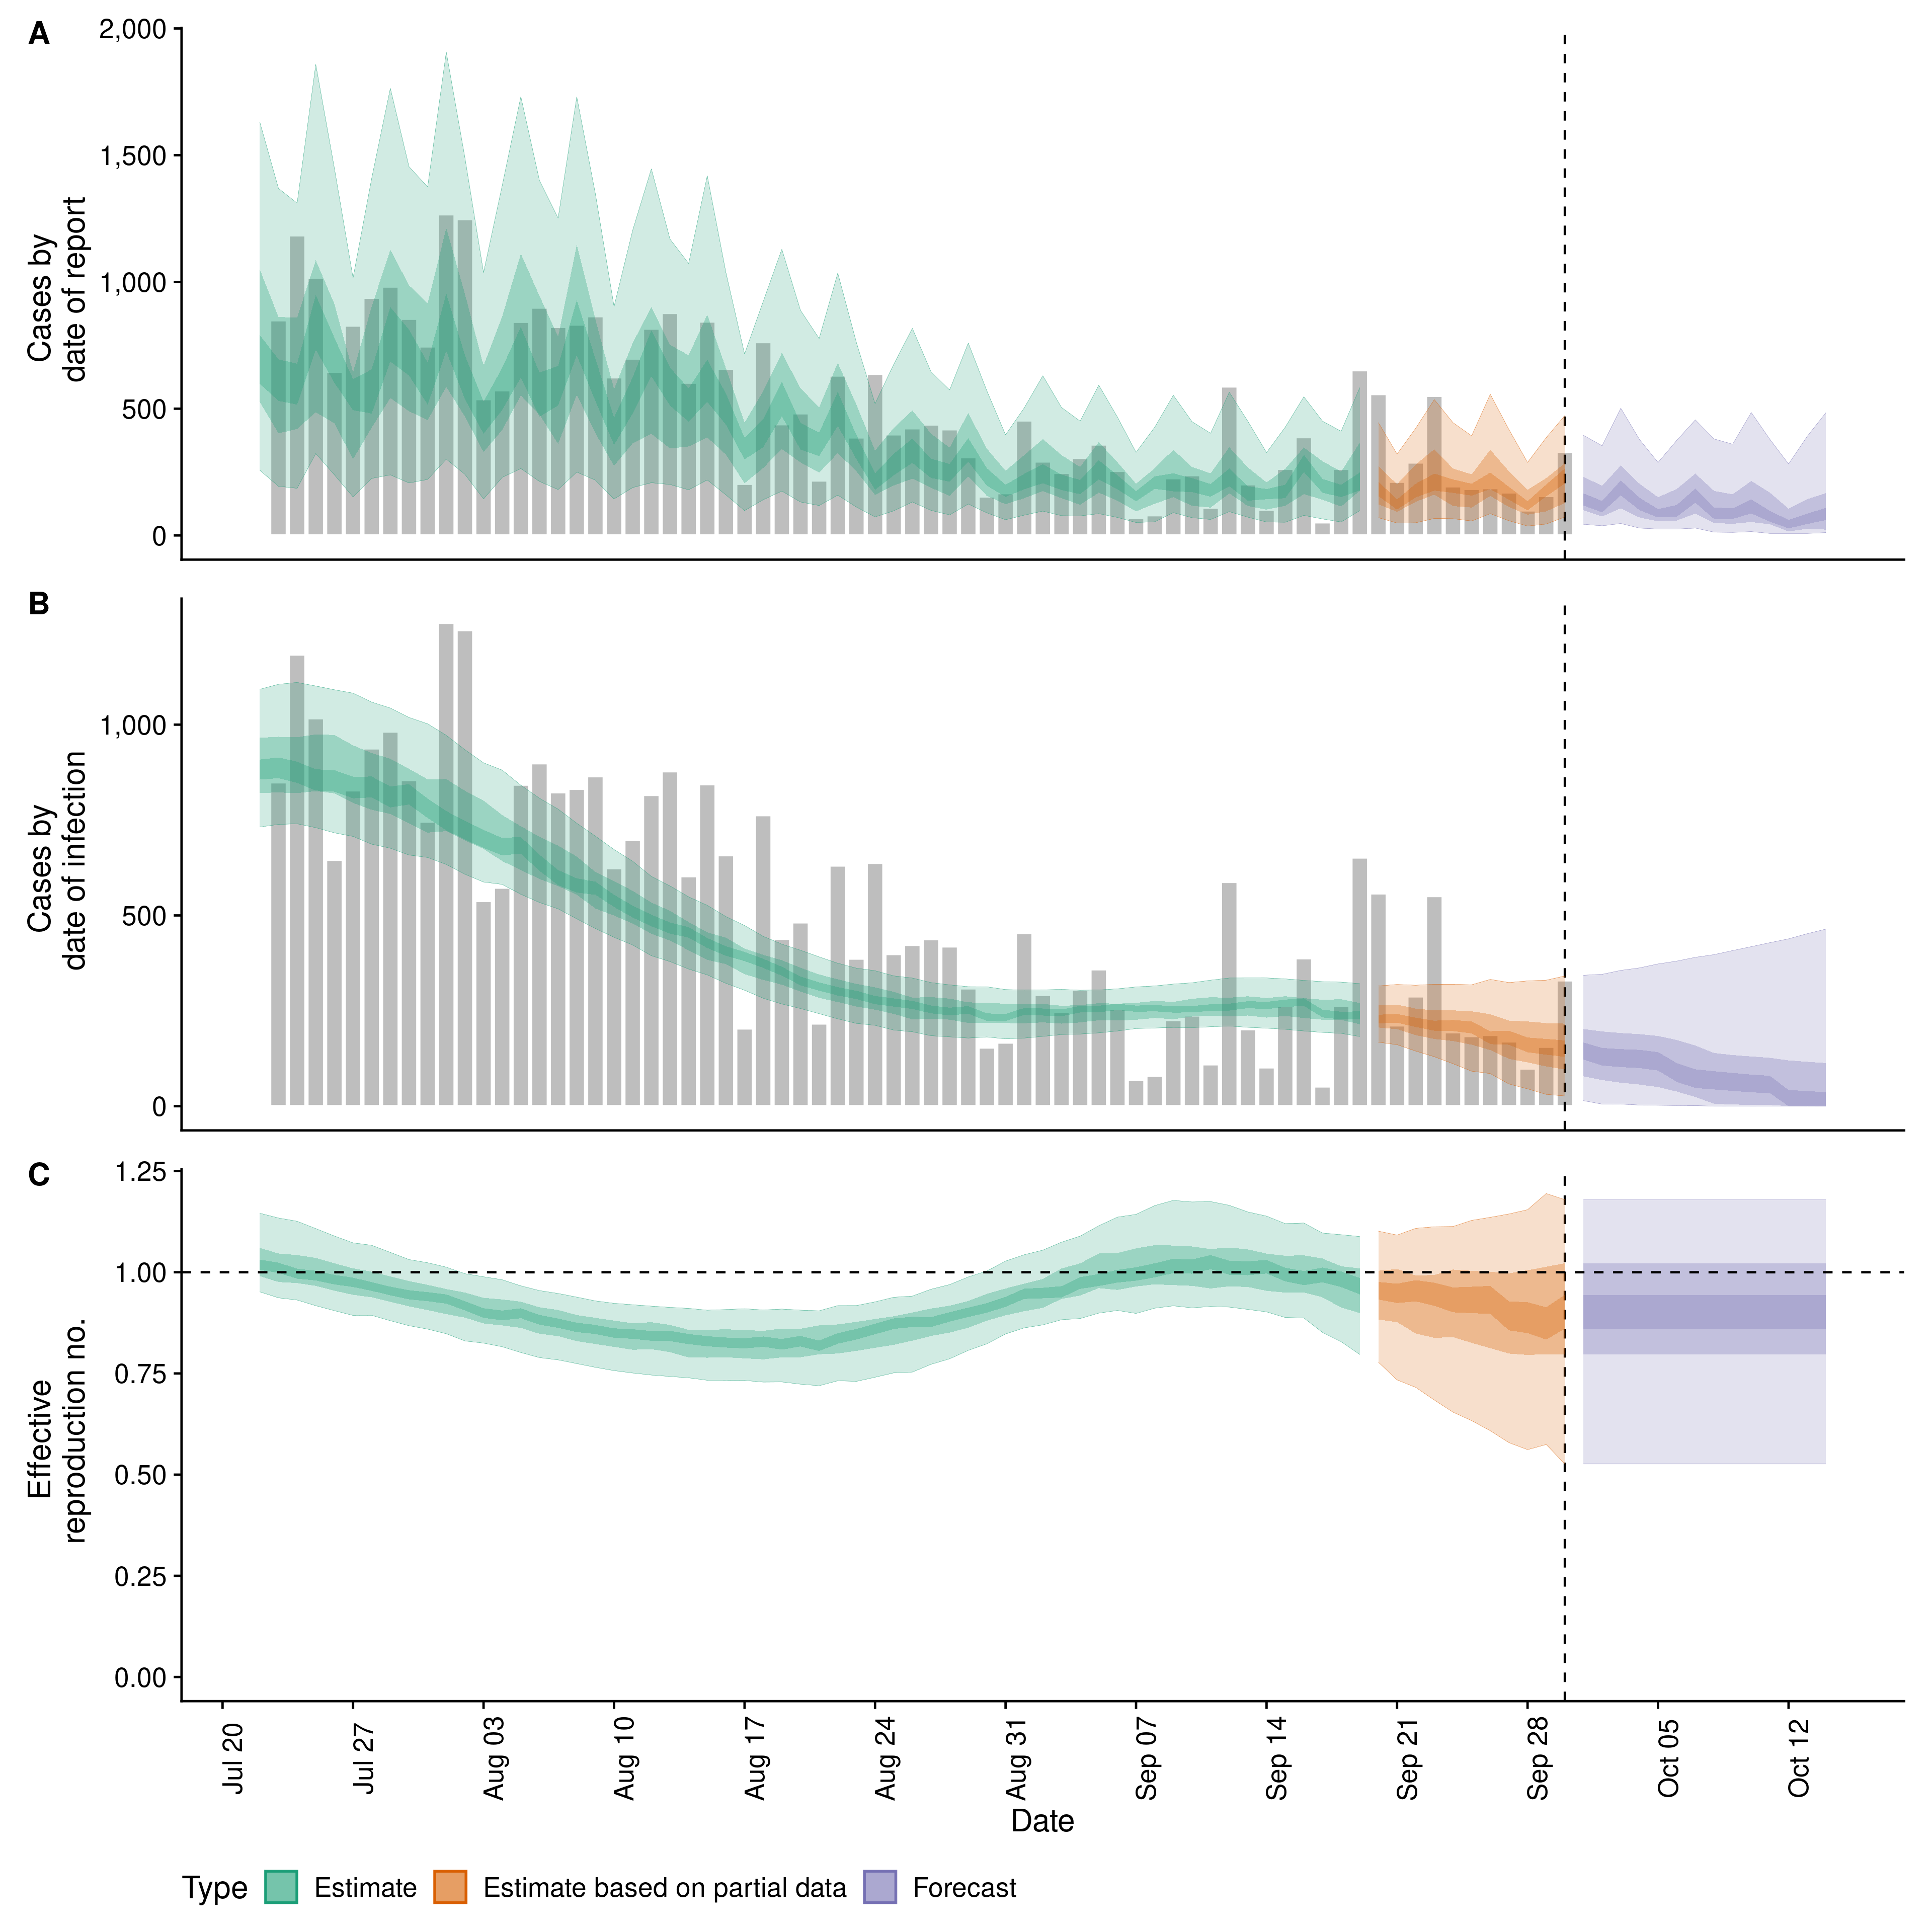 A
Cases by
date of report
2,000
1,500
1,000
500
0
B
Cases by
date of infection
1,000
500
0
C
Effective
reproduction no.
1.25
1.00
0.75
0.50
0.25
0.00
Jul 20
Jul 27
Aug 03
Aug 10
Aug 17
Aug 24
Aug 31
Sep 07
Sep 14
Sep 21
Sep 28
Oct 05
Oct 12
Date
Type Estimate Estimate based on partial data Forecast